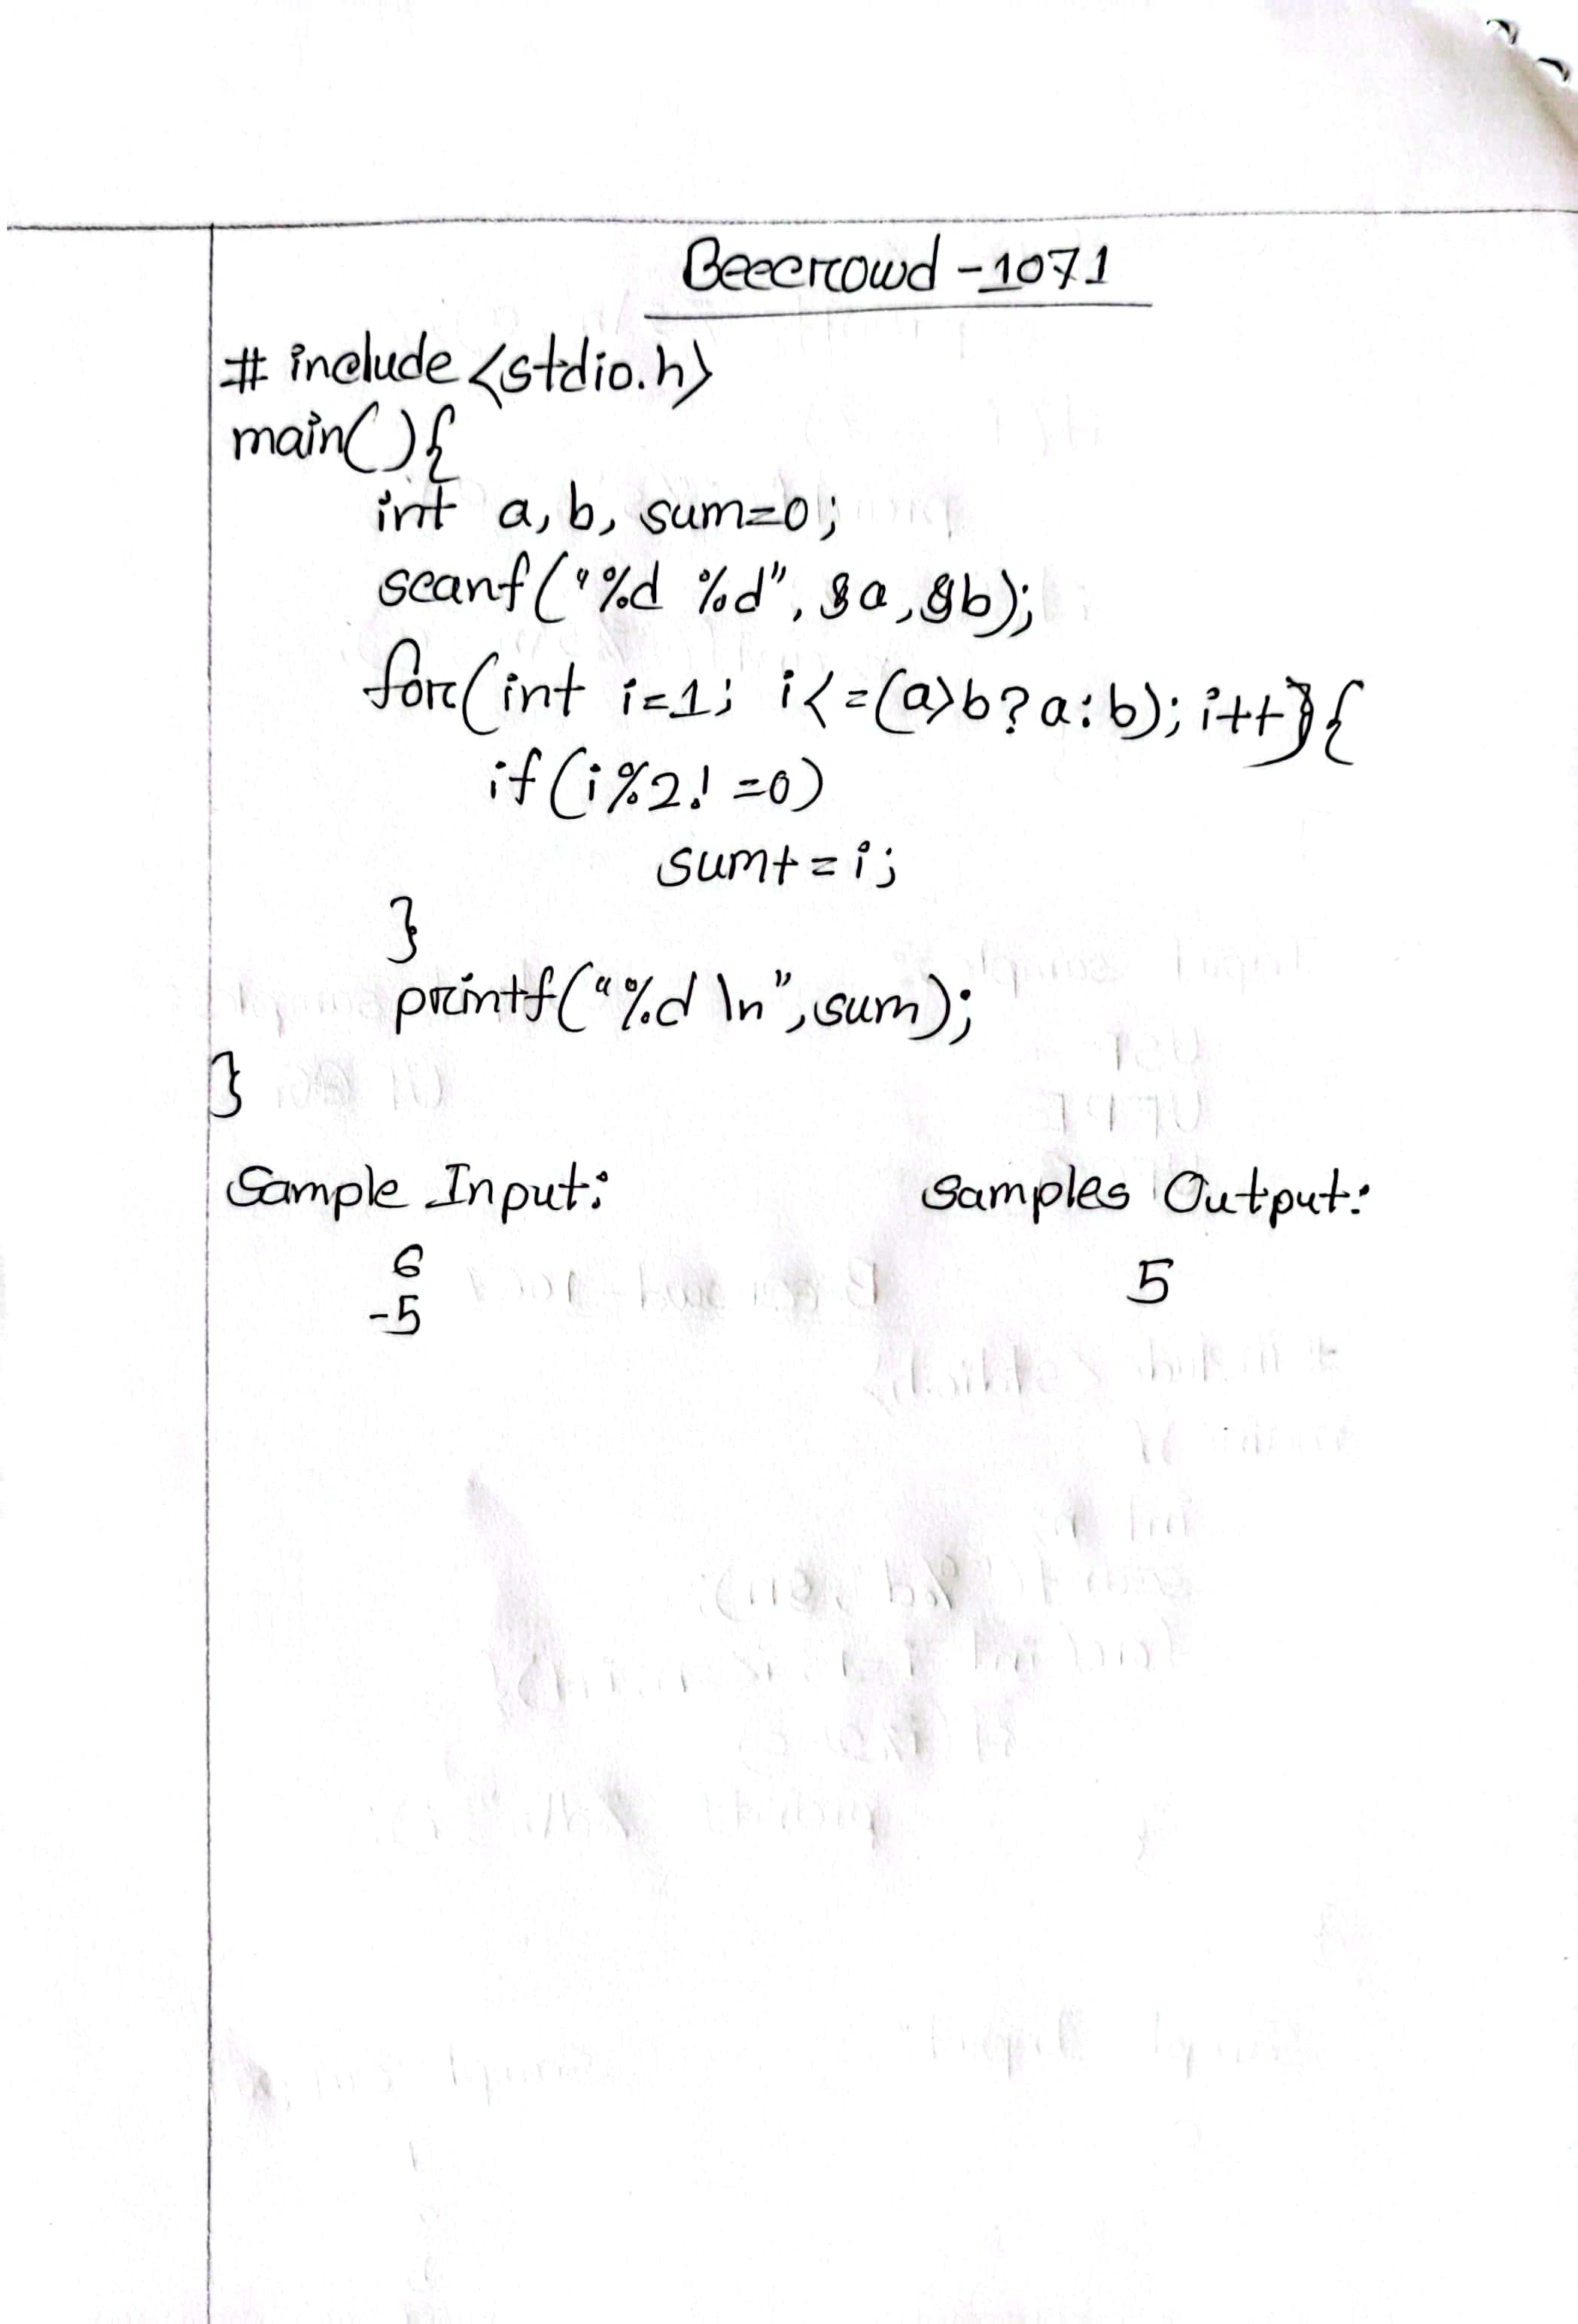 Beecrowd - 1071
# include <stdio.h>
main(){
int a, b, sum=0;
scanf("%d %d", &a, &b);
for(int i=1; i<=(a>b?a:b); i++){
if(i%2!=0)
sum+=i;
}
printf("%d \n", sum);
}
Sample Input: Samples Output:
6 5
-5